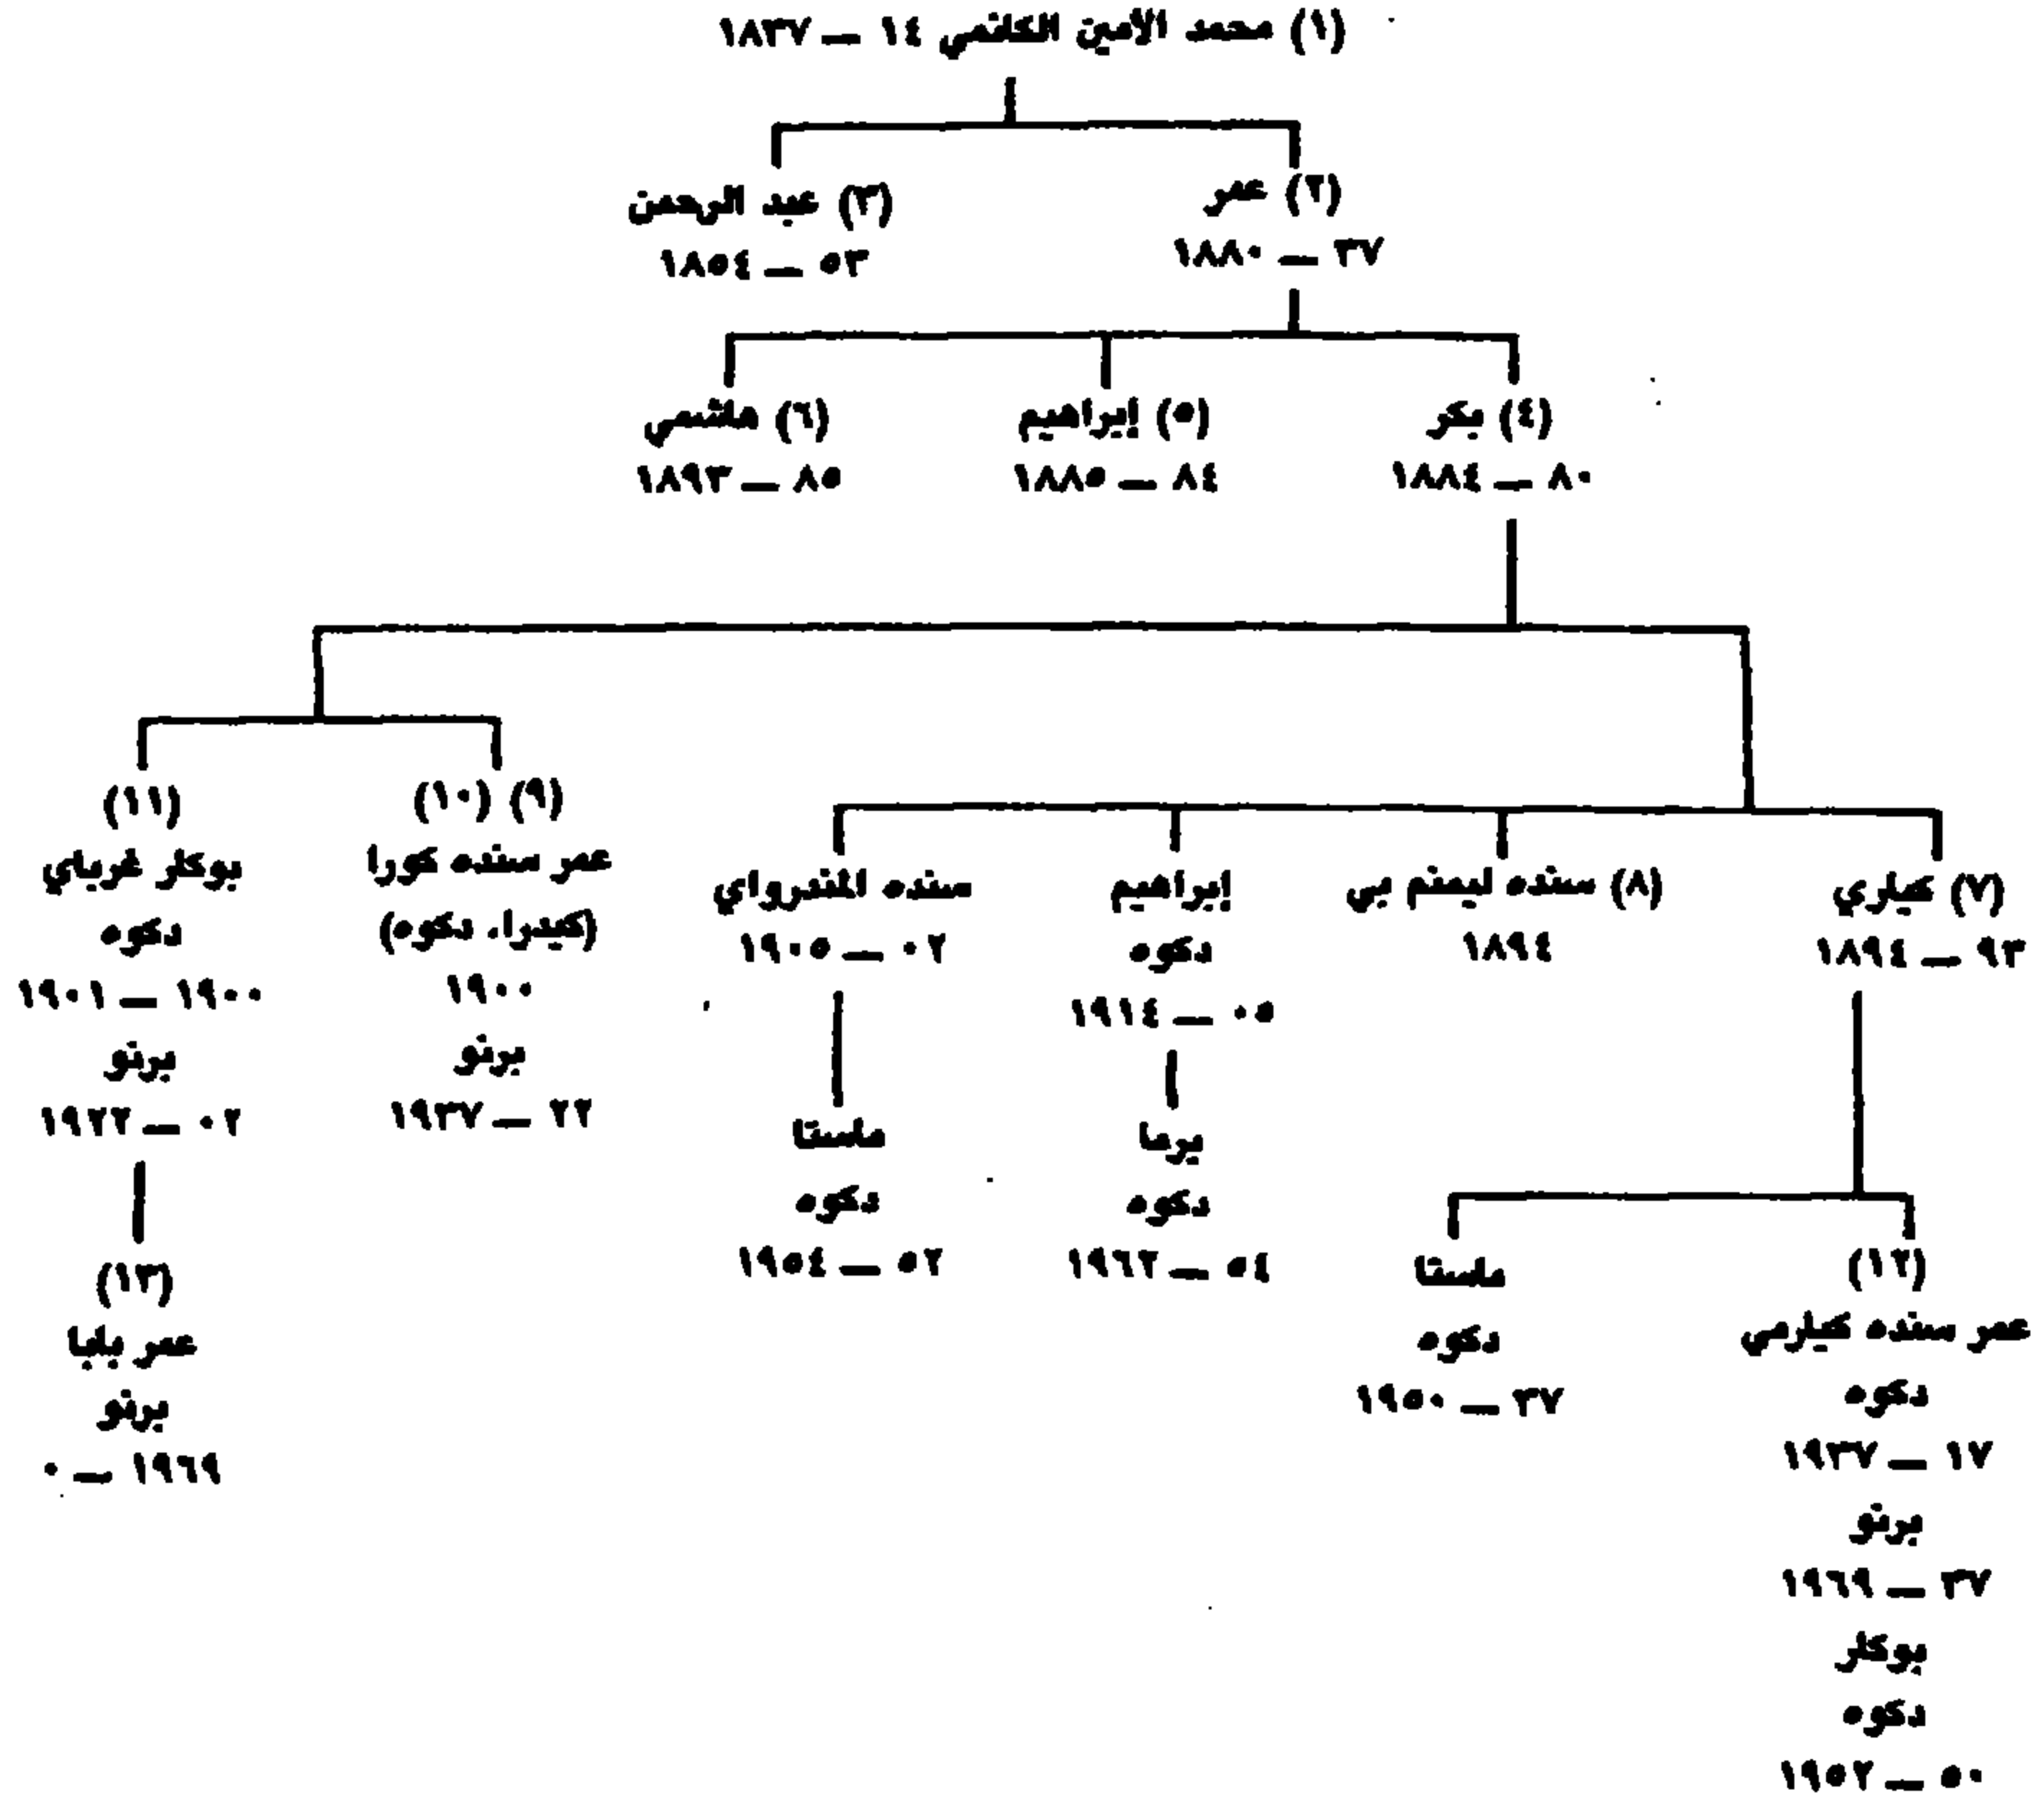 (١) محمد الأمين الكانمي ١٤ — ١٨٣٧
(٢) عمر
٣٧ — ١٨٨٠
(٣) عبد الرحمن
٥٣ — ١٨٥٤
(٤) بكر
٨٠ — ١٨٨٤
(٥) إبراهيم
٨٤ — ١٨٨٥
(٦) هاشمي
٨٥ — ١٨٩٣
(٧) كياري
٩٣ — ١٨٩٤
(٨) سنده ليمنم بي
١٨٩٤
إبراهيم
دكوه
٠٥ — ١٩١٤
سنده المندرواي
٠٢ — ١٩٠٥
(٩) (١٠)
عمر سنده كورا
(كيدرا، دكوه)
١٩٠٠
برنو
٢٢ — ١٩٣٧
(١١)
بوكار غرباي
دكوه
١٩٠٠ — ١٩٠١
برنو
٠٢ — ١٩٢٢
(١٢)
عمر سنده كيارمي
دكوه
١٧ — ١٩٣٧
برنو
٣٧ — ١٩٦٩
بوكار
دكوه
٥٠ — ١٩٥٢
ماستا
دكوه
٣٧ — ١٩٥٠
برما
دكوه
٥٤ — ١٩٦٢
ماستا
دكوه
٥٢ — ١٩٥٤
(١٣)
عمر بابا
برنو
١٩٦٩ — ٠